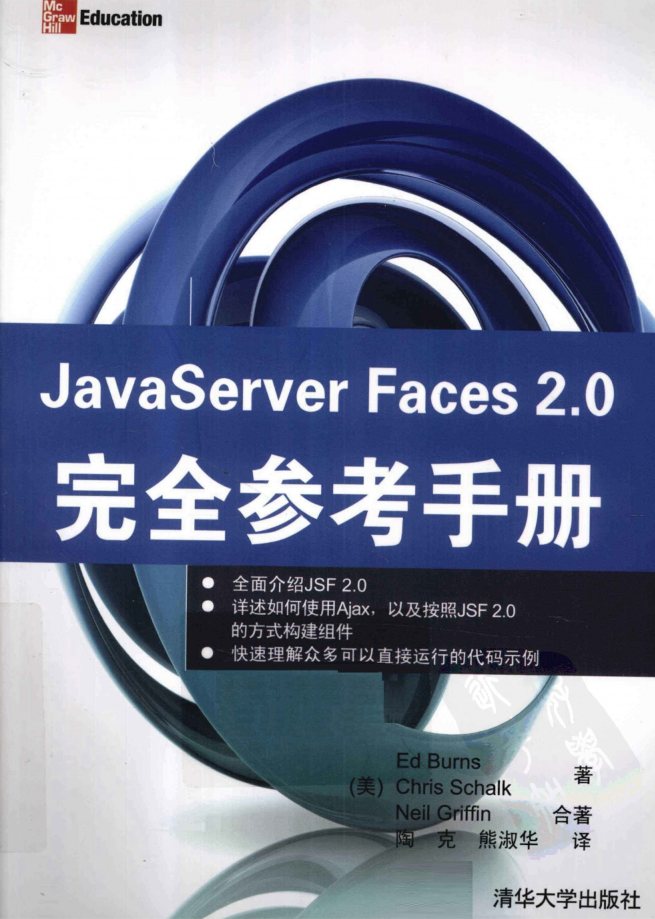 Mc
Graw
Hill
Education
JavaServer Faces 2.0
完全参考手册
● 全面介绍JSF 2.0
● 详述如何使用Ajax，以及按照JSF 2.0
的方式构建组件
● 快速理解众多可以直接运行的代码示例
Ed Burns
(美) Chris Schalk 著
Neil Griffin 合著
陶 克 熊淑华 译
清华大学出版社